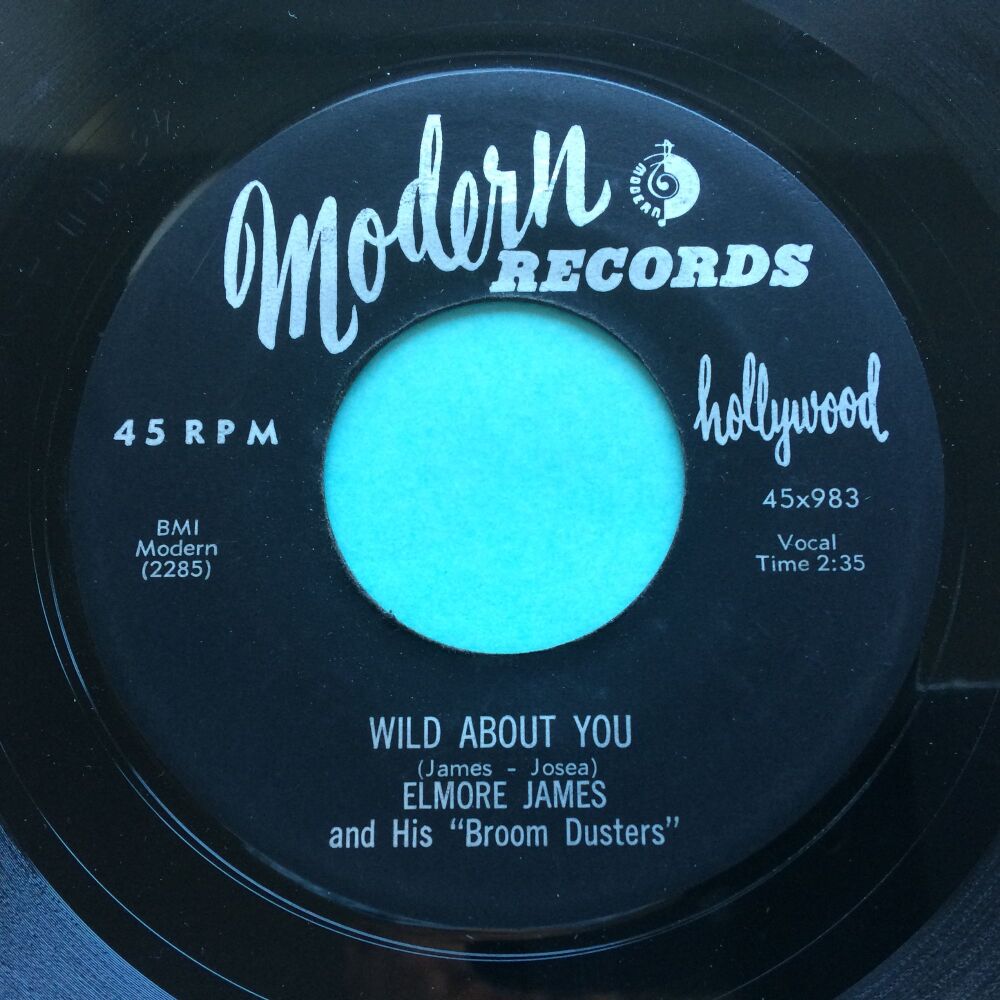 Modern
MODERN
RECORDS
hollywood
45 RPM
45x983
BMI
Modern
(2285)
Vocal
Time 2:35
WILD ABOUT YOU
(James - Josea)
ELMORE JAMES
and His "Broom Dusters"